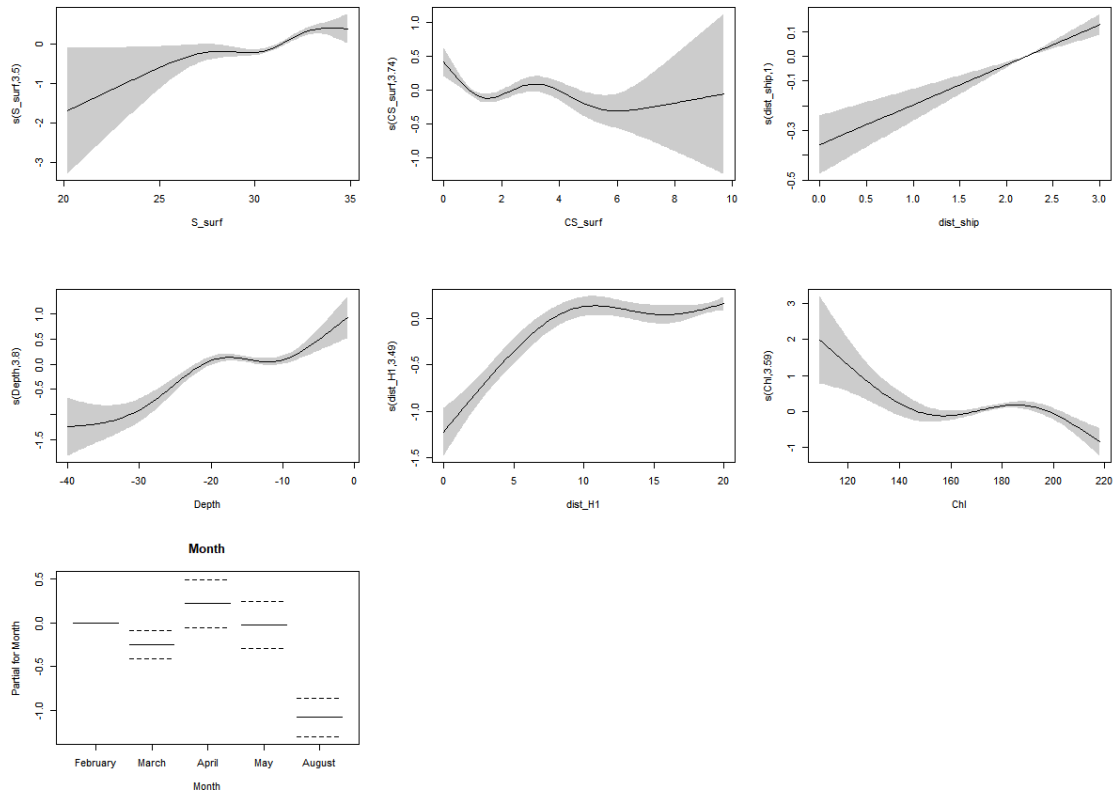 s(S_surf,3.5)
0
-1
-2
-3
20 25 30 35
S_surf
s(CS_surf,3.74)
1.0
0.5
0.0
-1.0
0 2 4 6 8 10
CS_surf
s(dist_ship,1)
0.1
0.0
-0.1
-0.3
-0.5
0.0 0.5 1.0 1.5 2.0 2.5 3.0
dist_ship
s(Depth,3.8)
1.0
0.5
0.0
-0.5
-1.5
-40 -30 -20 -10 0
Depth
s(dist_H1,3.49)
0.0
-0.5
-1.0
-1.5
0 5 10 15 20
dist_H1
s(Chl,3.59)
3
2
1
0
-1
120 140 160 180 200 220
Chl
Month
Partial for Month
0.5
0.0
-0.5
-1.0
February March April May August
Month